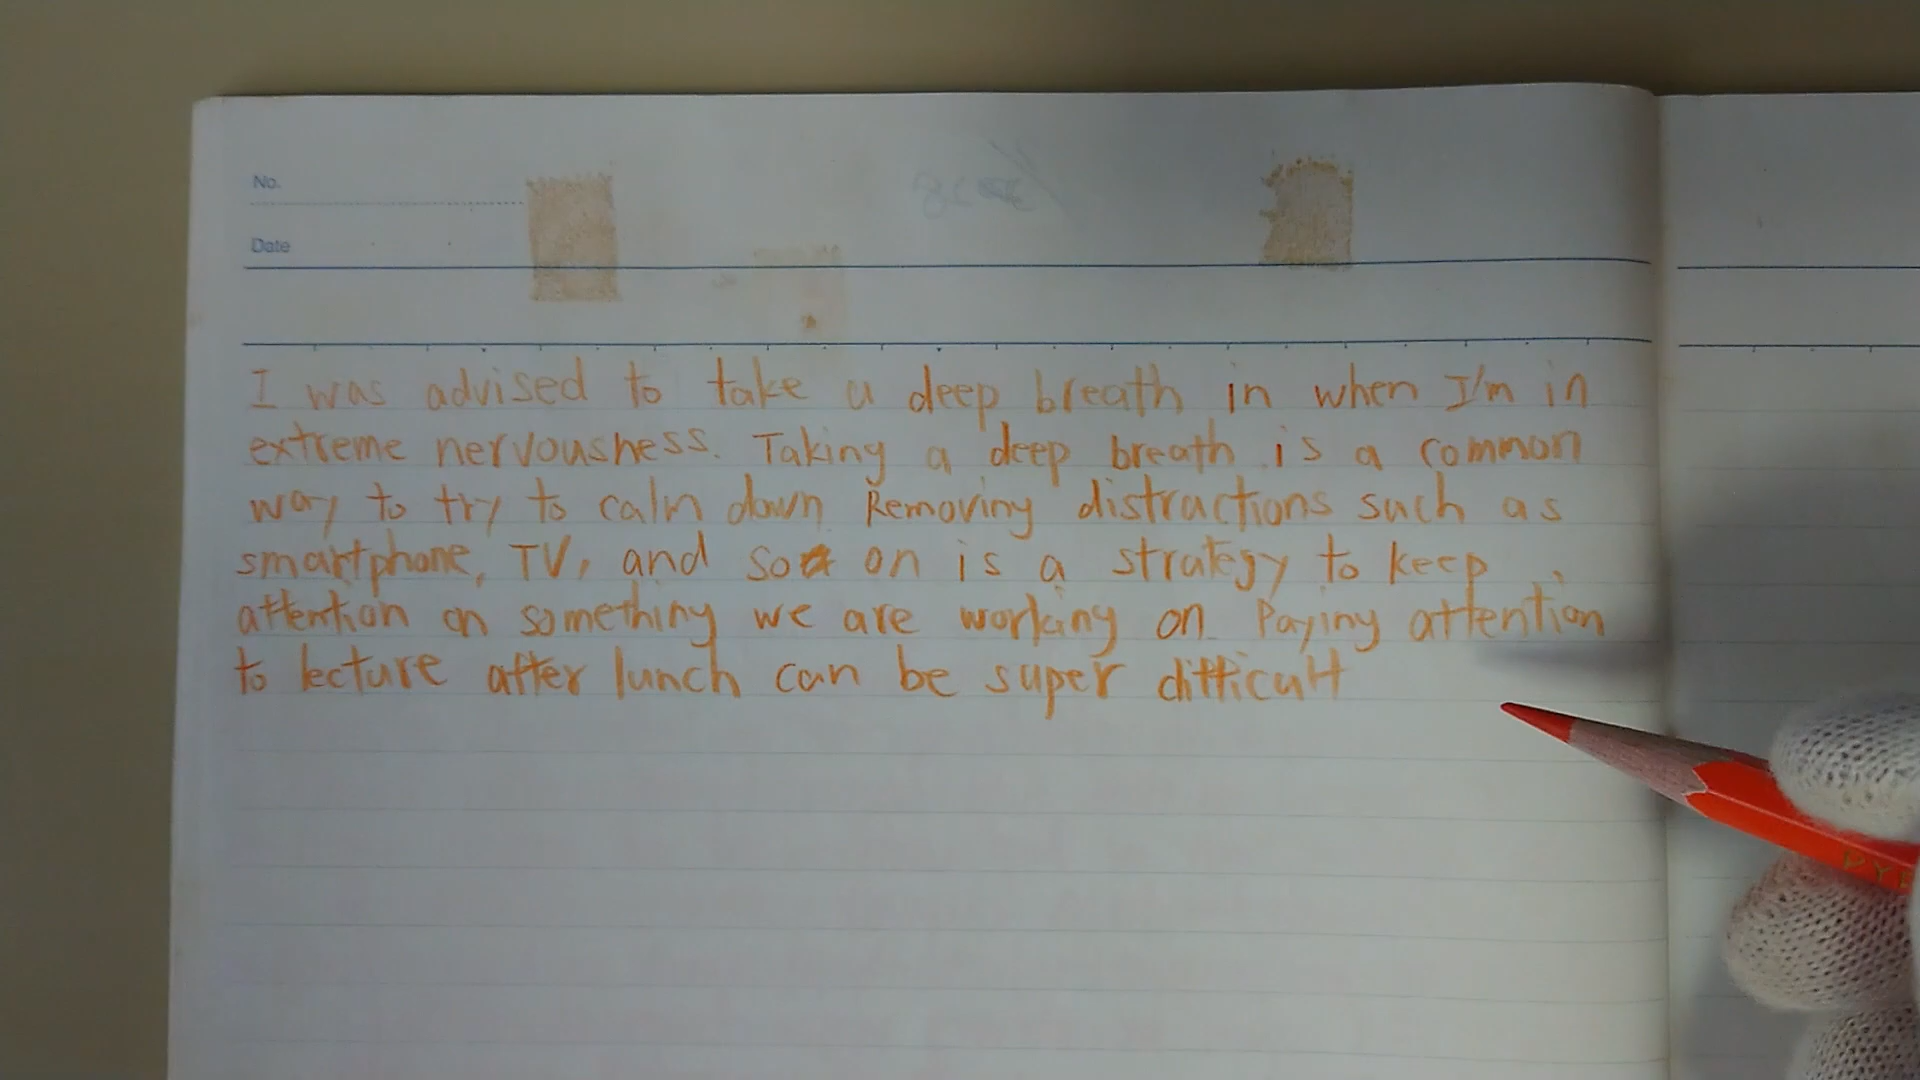 No.
Date
I was advised to take a deep breath in when I'm in
extreme nervousness. Taking a deep breath is a common
way to try to calm down Removing distractions such as
smartphone, TV, and so on is a strategy to keep
attention on something we are working on Paying attention
to lecture after lunch can be super difficult